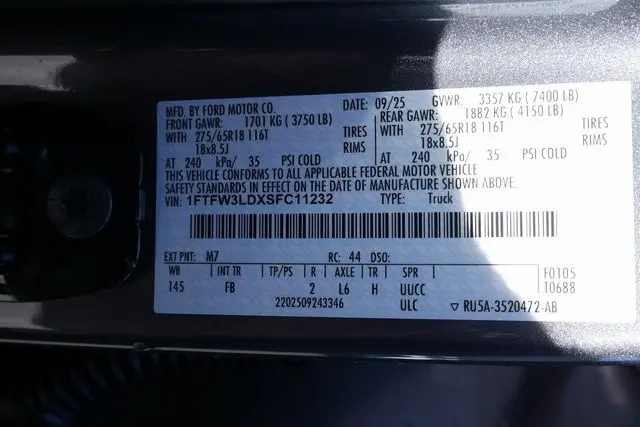 MFD. BY FORD MOTOR CO. DATE: 09/25 GVWR: 3357 KG ( 7400 LB)
FRONT GAWR: 1701 KG ( 3750 LB) REAR GAWR: 1882 KG ( 4150 LB)
WITH 275/65R18 116T TIRES WITH 275/65R18 116T TIRES
18x8.5J RIMS 18x8.5J RIMS
AT 240 kPa/ 35 PSI COLD AT 240 kPa/ 35 PSI COLD
THIS VEHICLE CONFORMS TO ALL APPLICABLE FEDERAL MOTOR VEHICLE
SAFETY STANDARDS IN EFFECT ON THE DATE OF MANUFACTURE SHOWN ABOVE.
VIN: 1FTFW3LDXSFC11232 TYPE: Truck
EXT PNT: M7 RC: 44 DSO:
WB INT TR TP/PS R AXLE TR SPR F0105
145 FB 2 L6 H UUCC T0688
2202509243346 ULC ▽ RU5A-3520472-AB